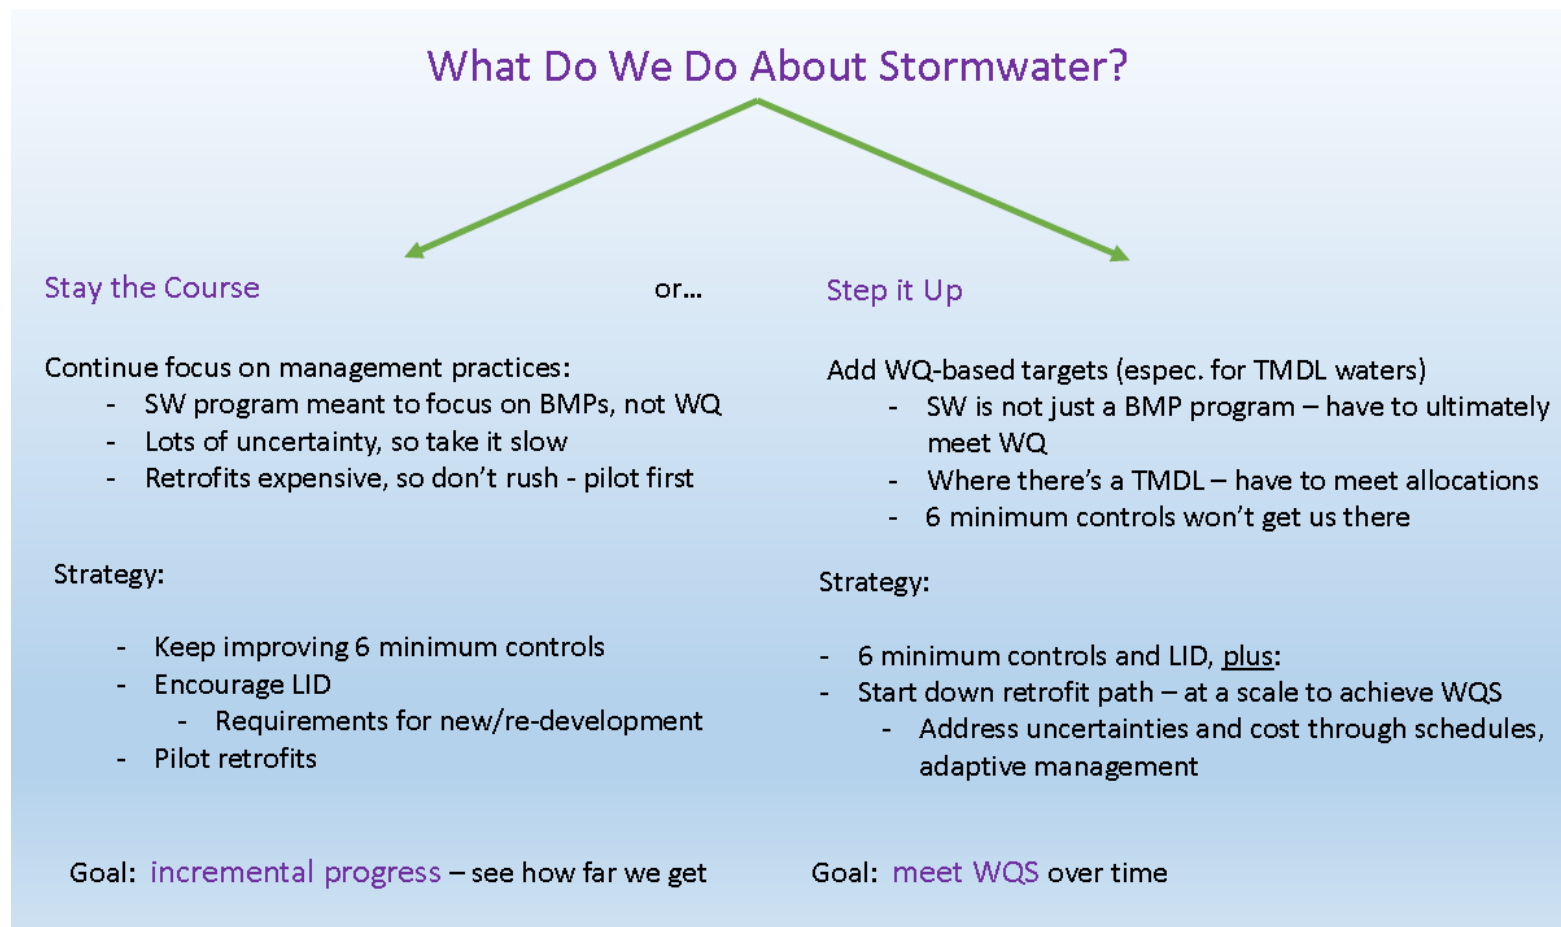 What Do We Do About Stormwater?
Stay the Course
or...
Step it Up
Continue focus on management practices:
- SW program meant to focus on BMPs, not WQ
- Lots of uncertainty, so take it slow
- Retrofits expensive, so don't rush - pilot first
Strategy:
- Keep improving 6 minimum controls
- Encourage LID
- Requirements for new/re-development
- Pilot retrofits
Goal: incremental progress – see how far we get
Add WQ-based targets (espec. for TMDL waters)
- SW is not just a BMP program – have to ultimately
meet WQ
- Where there's a TMDL – have to meet allocations
- 6 minimum controls won't get us there
Strategy:
- 6 minimum controls and LID, plus:
- Start down retrofit path – at a scale to achieve WQS
- Address uncertainties and cost through schedules,
adaptive management
Goal: meet WQS over time